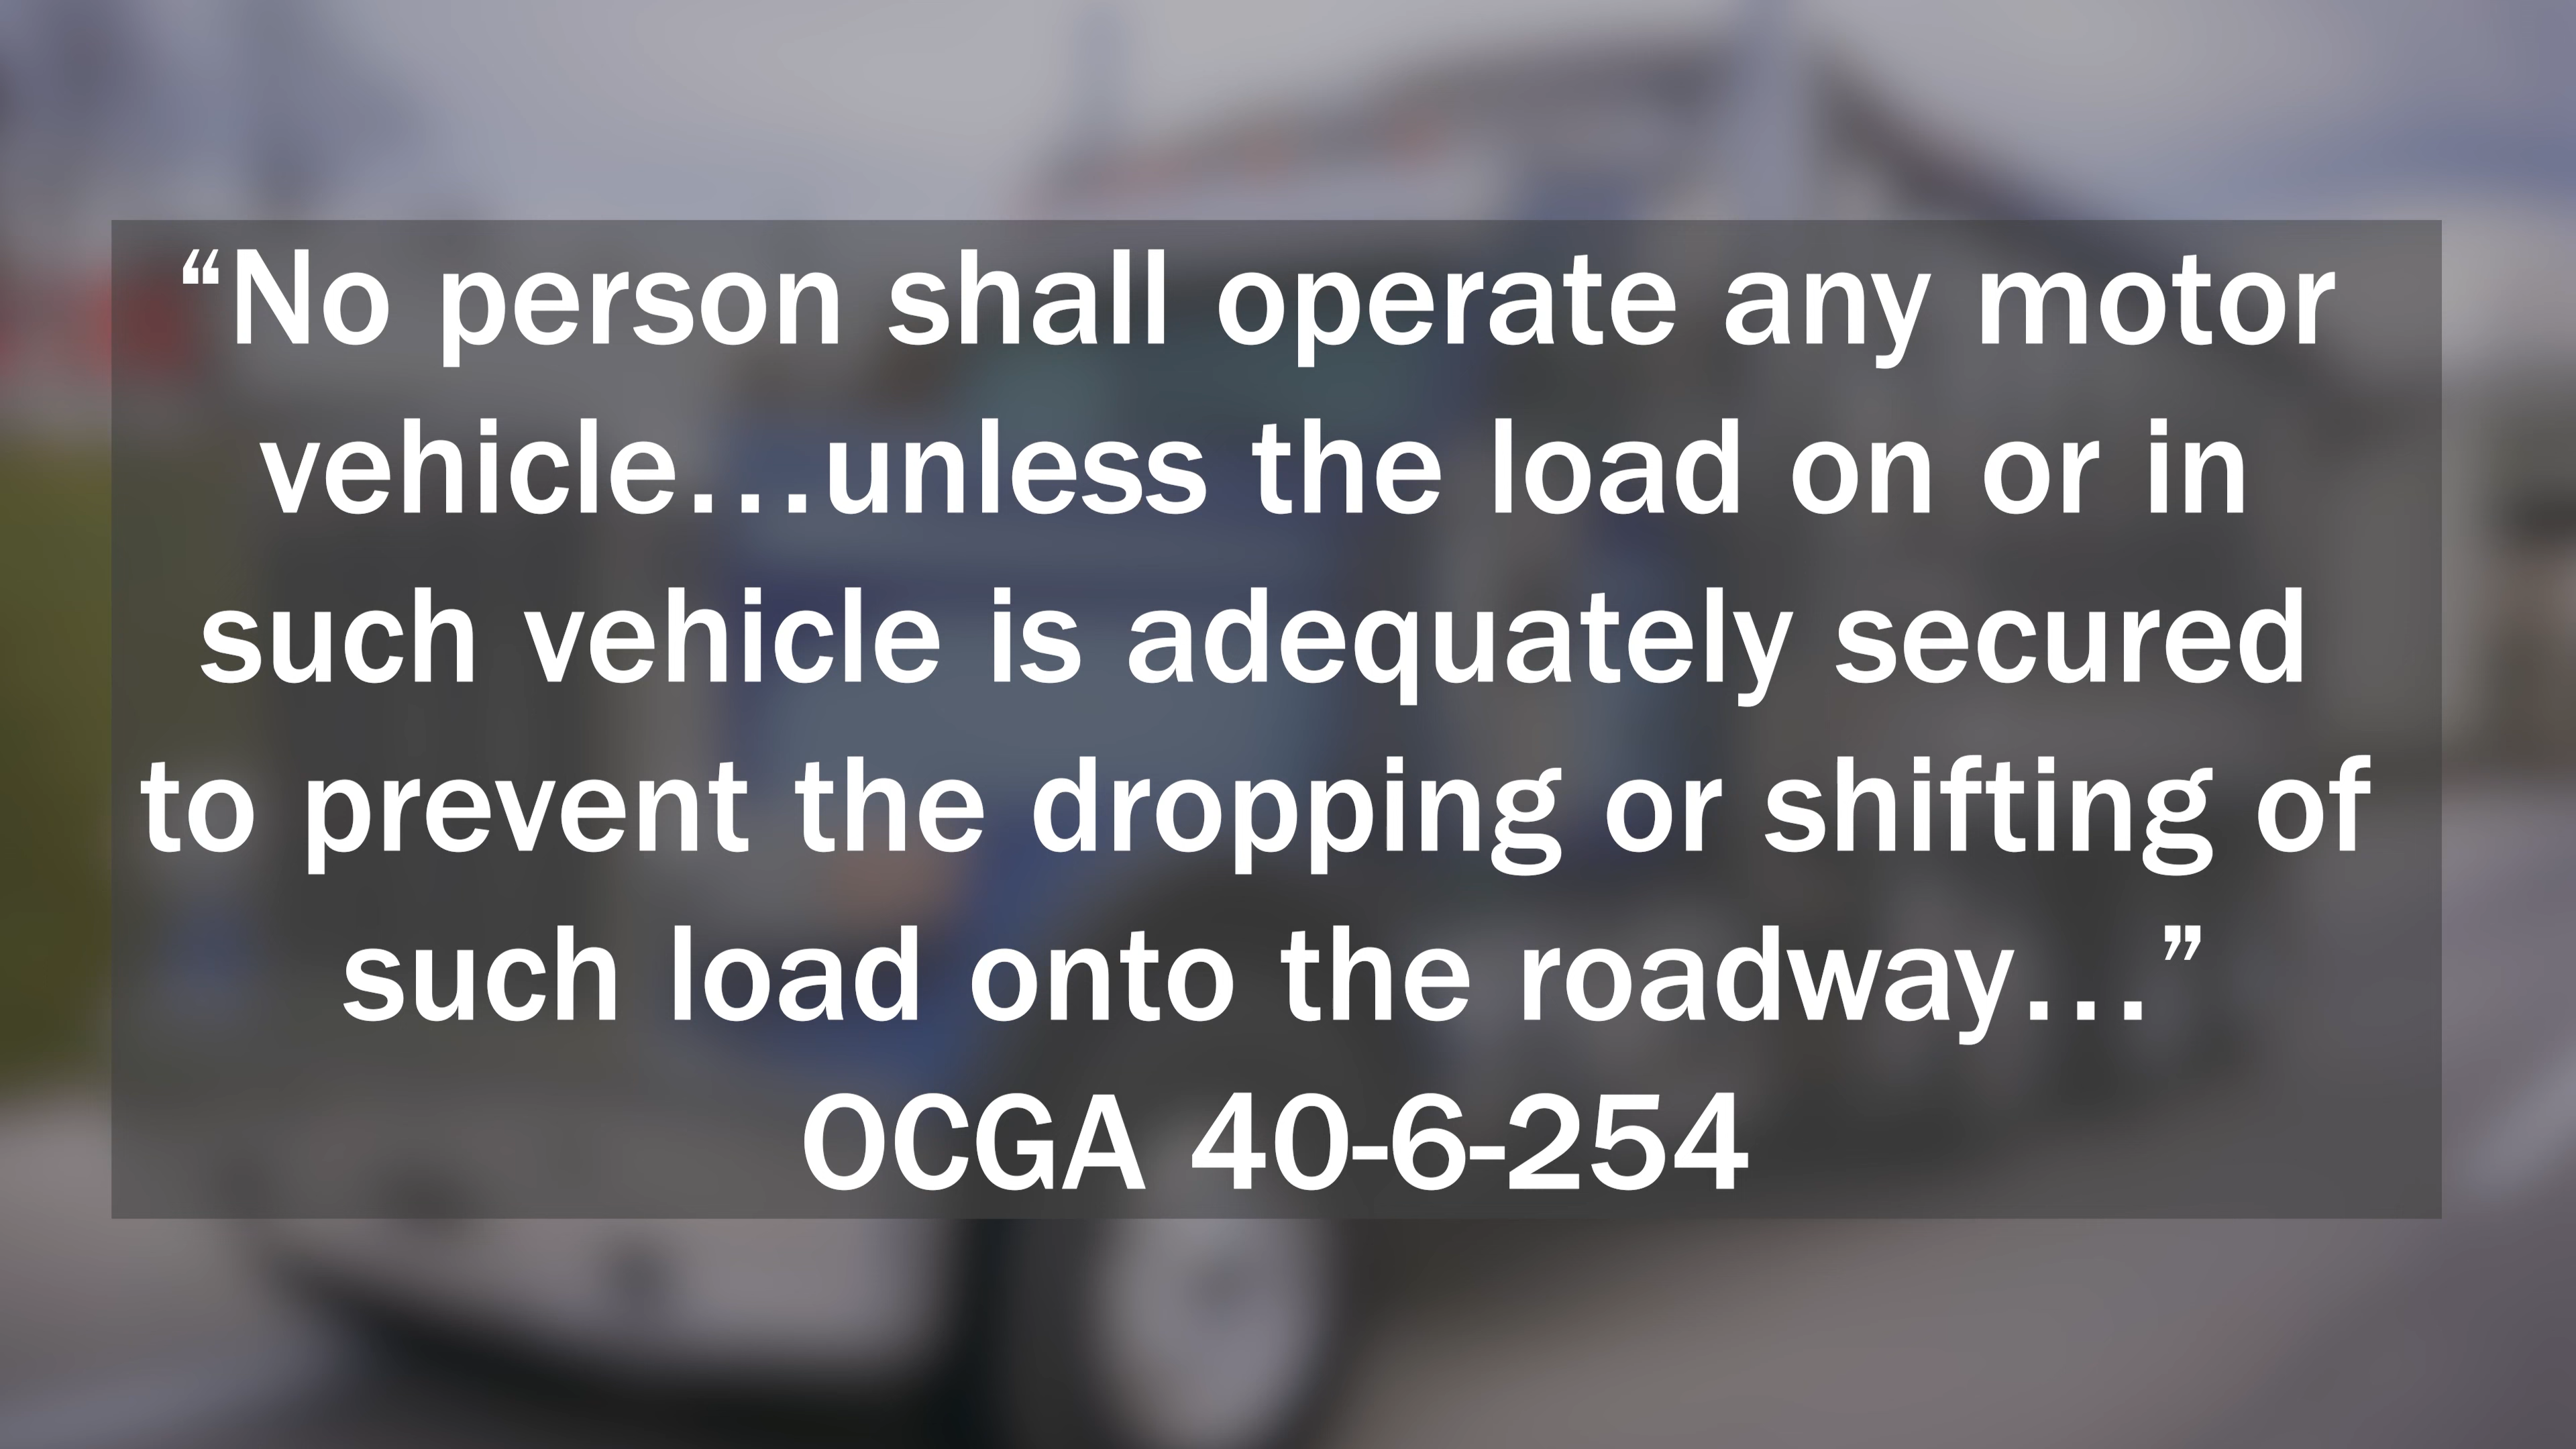 “No person shall operate any motor
vehicle…unless the load on or in
such vehicle is adequately secured
to prevent the dropping or shifting of
such load onto the roadway…”
OCGA 40-6-254